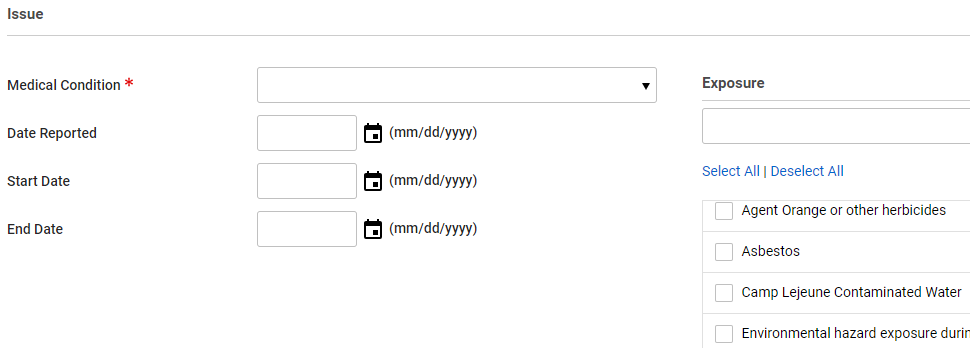 Issue
Medical Condition *
Date Reported (mm/dd/yyyy)
Start Date (mm/dd/yyyy)
End Date (mm/dd/yyyy)
Exposure
Select All | Deselect All
Agent Orange or other herbicides
Asbestos
Camp Lejeune Contaminated Water
Environmental hazard exposure